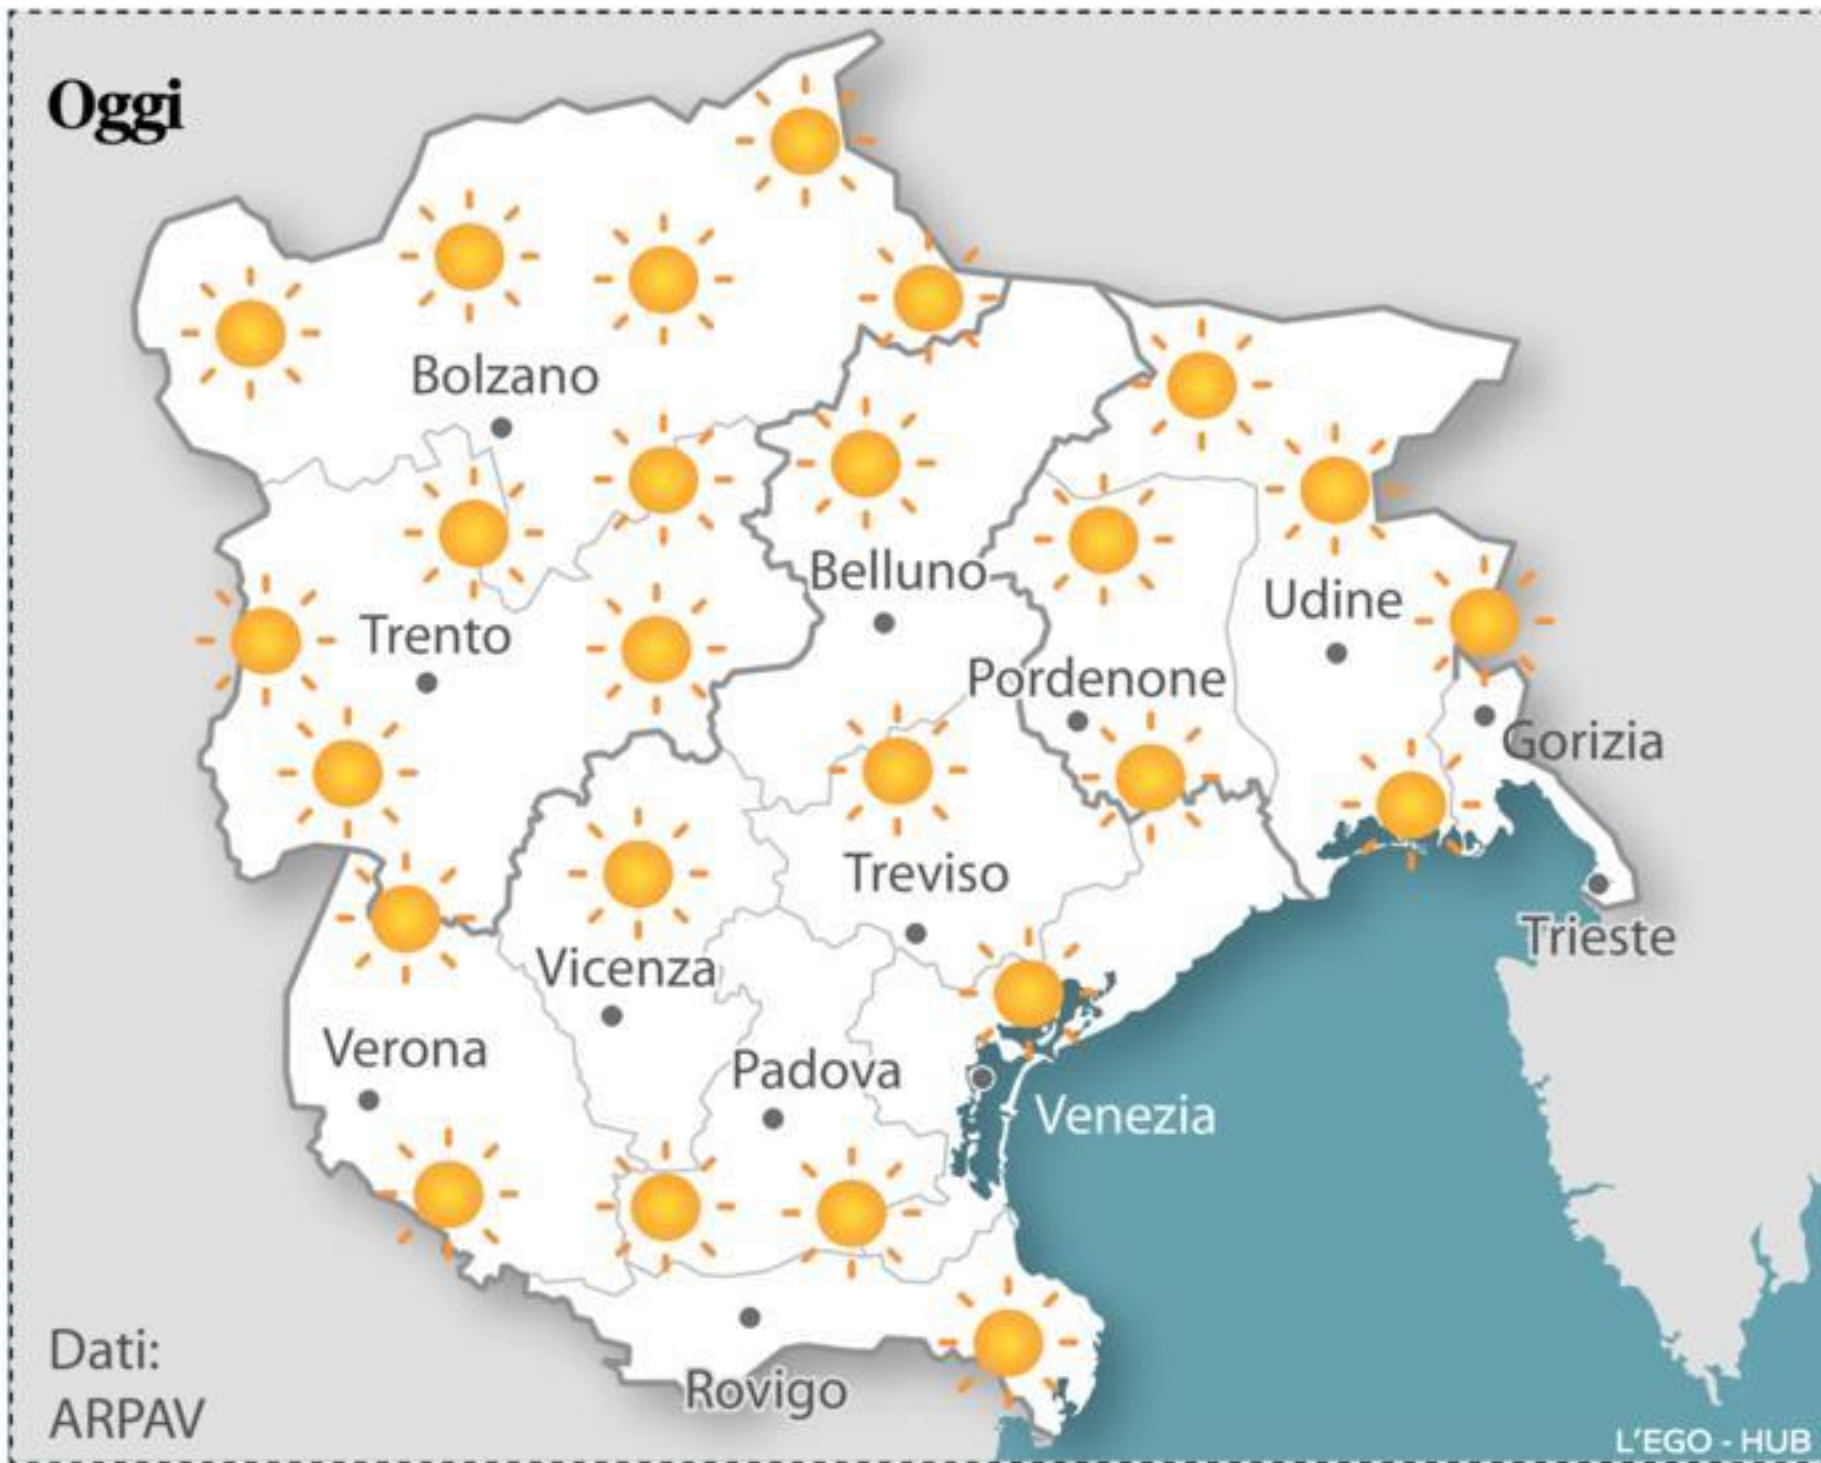 Oggi
Bolzano
Belluno
Trento
Udine
Pordenone
Gorizia
Treviso
Trieste
Vicenza
Verona
Padova
Venezia
Rovigo
Dati:
ARPAV
L'EGO - HUB